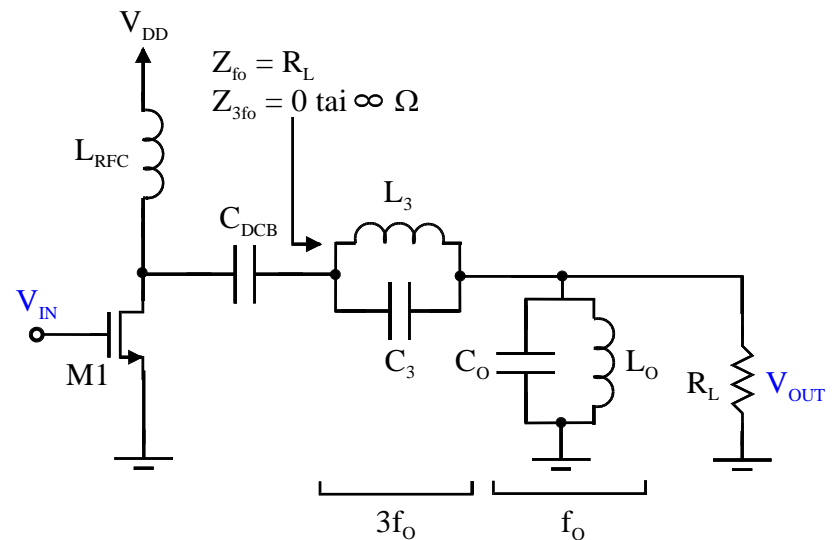 V_DD
Z_fo = R_L
Z_3fo = 0 tai ∞ Ω
L_RFC
L_3
C_DCB
V_IN
M1
C_3
C_O
L_O
R_L
V_OUT
3f_O
f_O